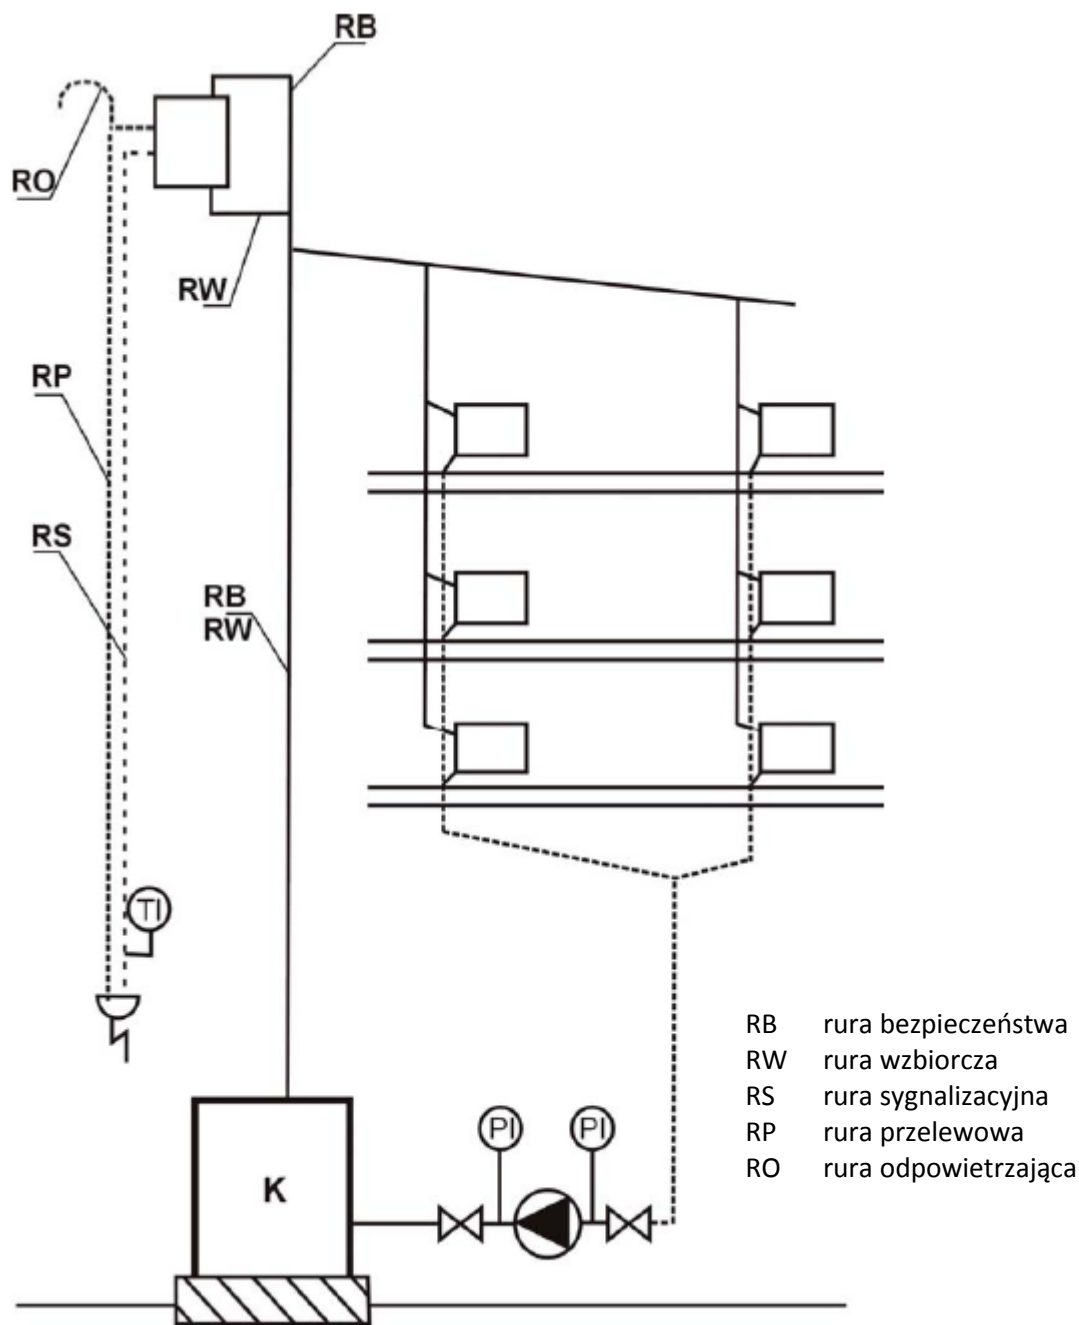 RB
RO
RW
RP
RS
RB
RW
TI
PI
PI
K
RB rura bezpieczeństwa
RW rura wzbiorcza
RS rura sygnalizacyjna
RP rura przelewowa
RO rura odpowietrzająca